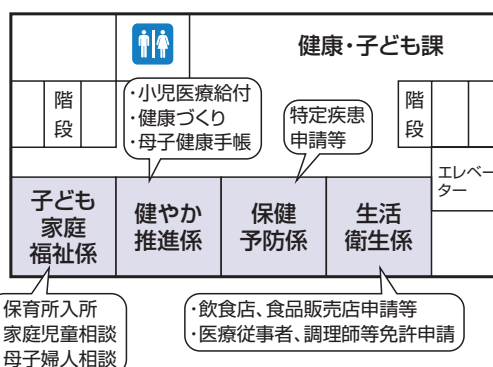 健康・子ども課
階
段
・小児医療給付
・健康づくり
・母子健康手帳
特定疾患
申請等
階
段
エレベー
ター
子ども
家庭
福祉係
健やか
推進係
保健
予防係
生活
衛生係
保育所入所
家庭児童相談
母子婦人相談
・飲食店、食品販売店申請等
・医療従事者、調理師等免許申請